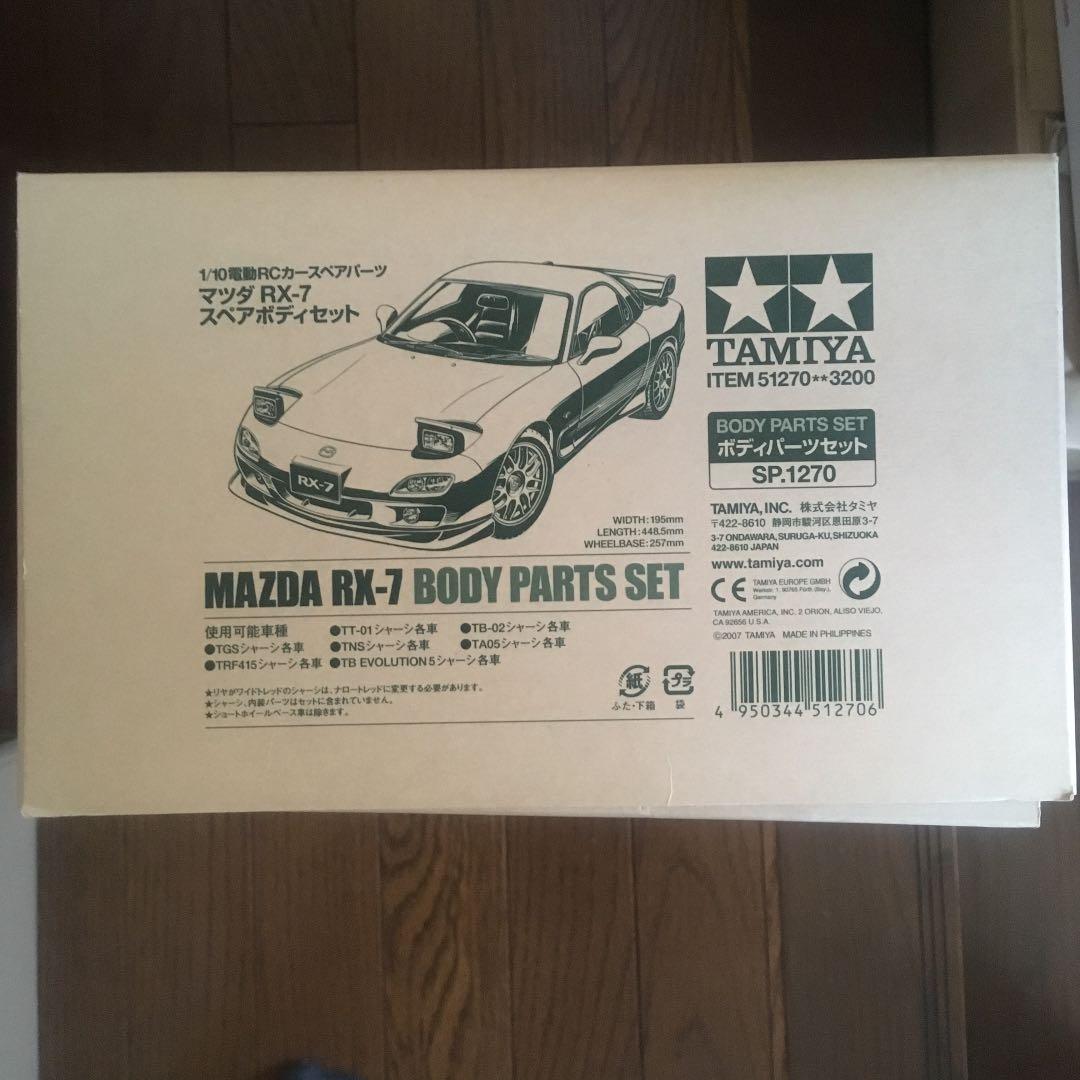 1/10電動RCカースペアパーツ
マツダ RX-7
スペアボディセット
RX-7
WIDTH:195mm
LENGTH:448.5mm
WHEELBASE:257mm
MAZDA RX-7 BODY PARTS SET
使用可能車種 ●TT-01シャーシ各車 ●TB-02シャーシ各車
●TGSシャーシ各車 ●TNSシャーシ各車 ●TA05シャーシ各車
●TRF415シャーシ各車 ●TB EVOLUTION 5シャーシ各車
★リヤがワイドトレッドのシャーシは、ナロートレッドに変更する必要があります。
★シャーシ、内装パーツはセットに含まれていません。
★ショートホイールベース車は除きます。
紙
ふた・下箱
プラ
袋
TAMIYA
ITEM 51270**3200
BODY PARTS SET
ボディパーツセット
SP.1270
TAMIYA, INC. 株式会社タミヤ
〒422-8610 静岡市駿河区恩田原3-7
3-7 ONDAWARA, SURUGA-KU, SHIZUOKA
422-8610 JAPAN
www.tamiya.com
CE
TAMIYA EUROPE GMBH
Werkstr. 1, 90765 Fürth (Bay.),
Germany
TAMIYA AMERICA, INC. 2 ORION, ALISO VIEJO,
CA 92656 U.S.A.
©2007 TAMIYA MADE IN PHILIPPINES
4 950344 512706